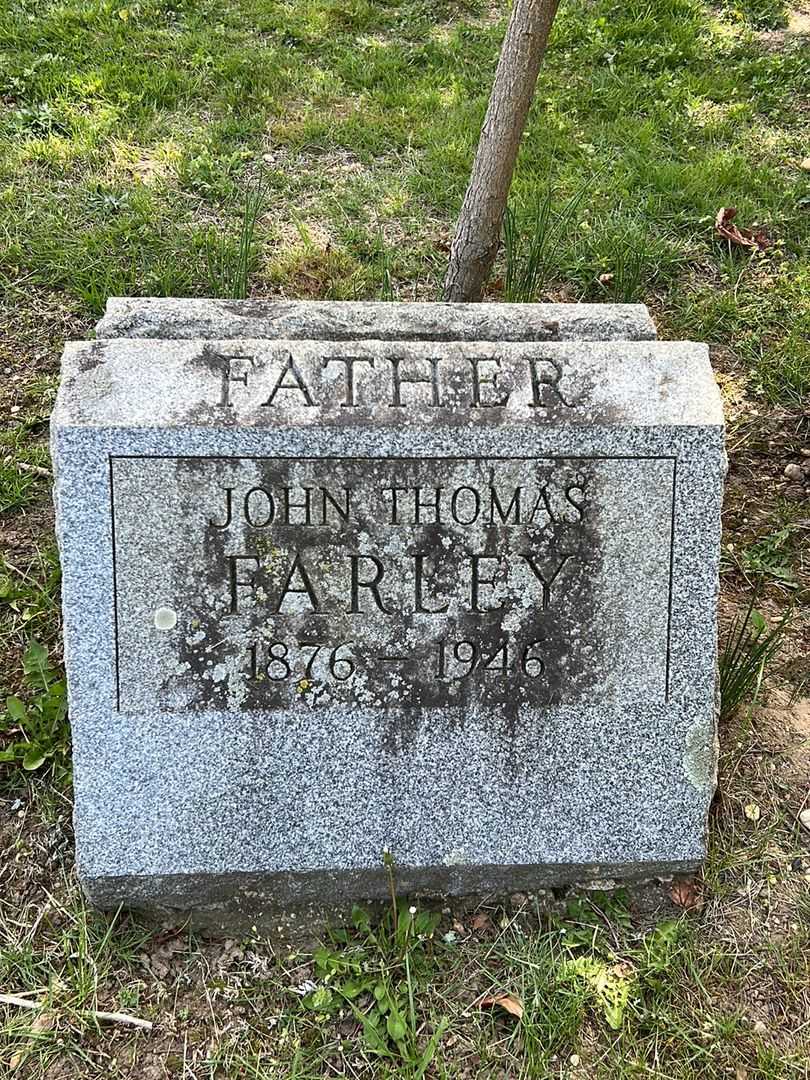 FATHER
JOHN THOMAS
FARLEY
1876 – 1946